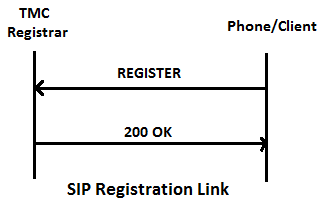 TMC
Registrar
Phone/Client
REGISTER
200 OK
SIP Registration Link